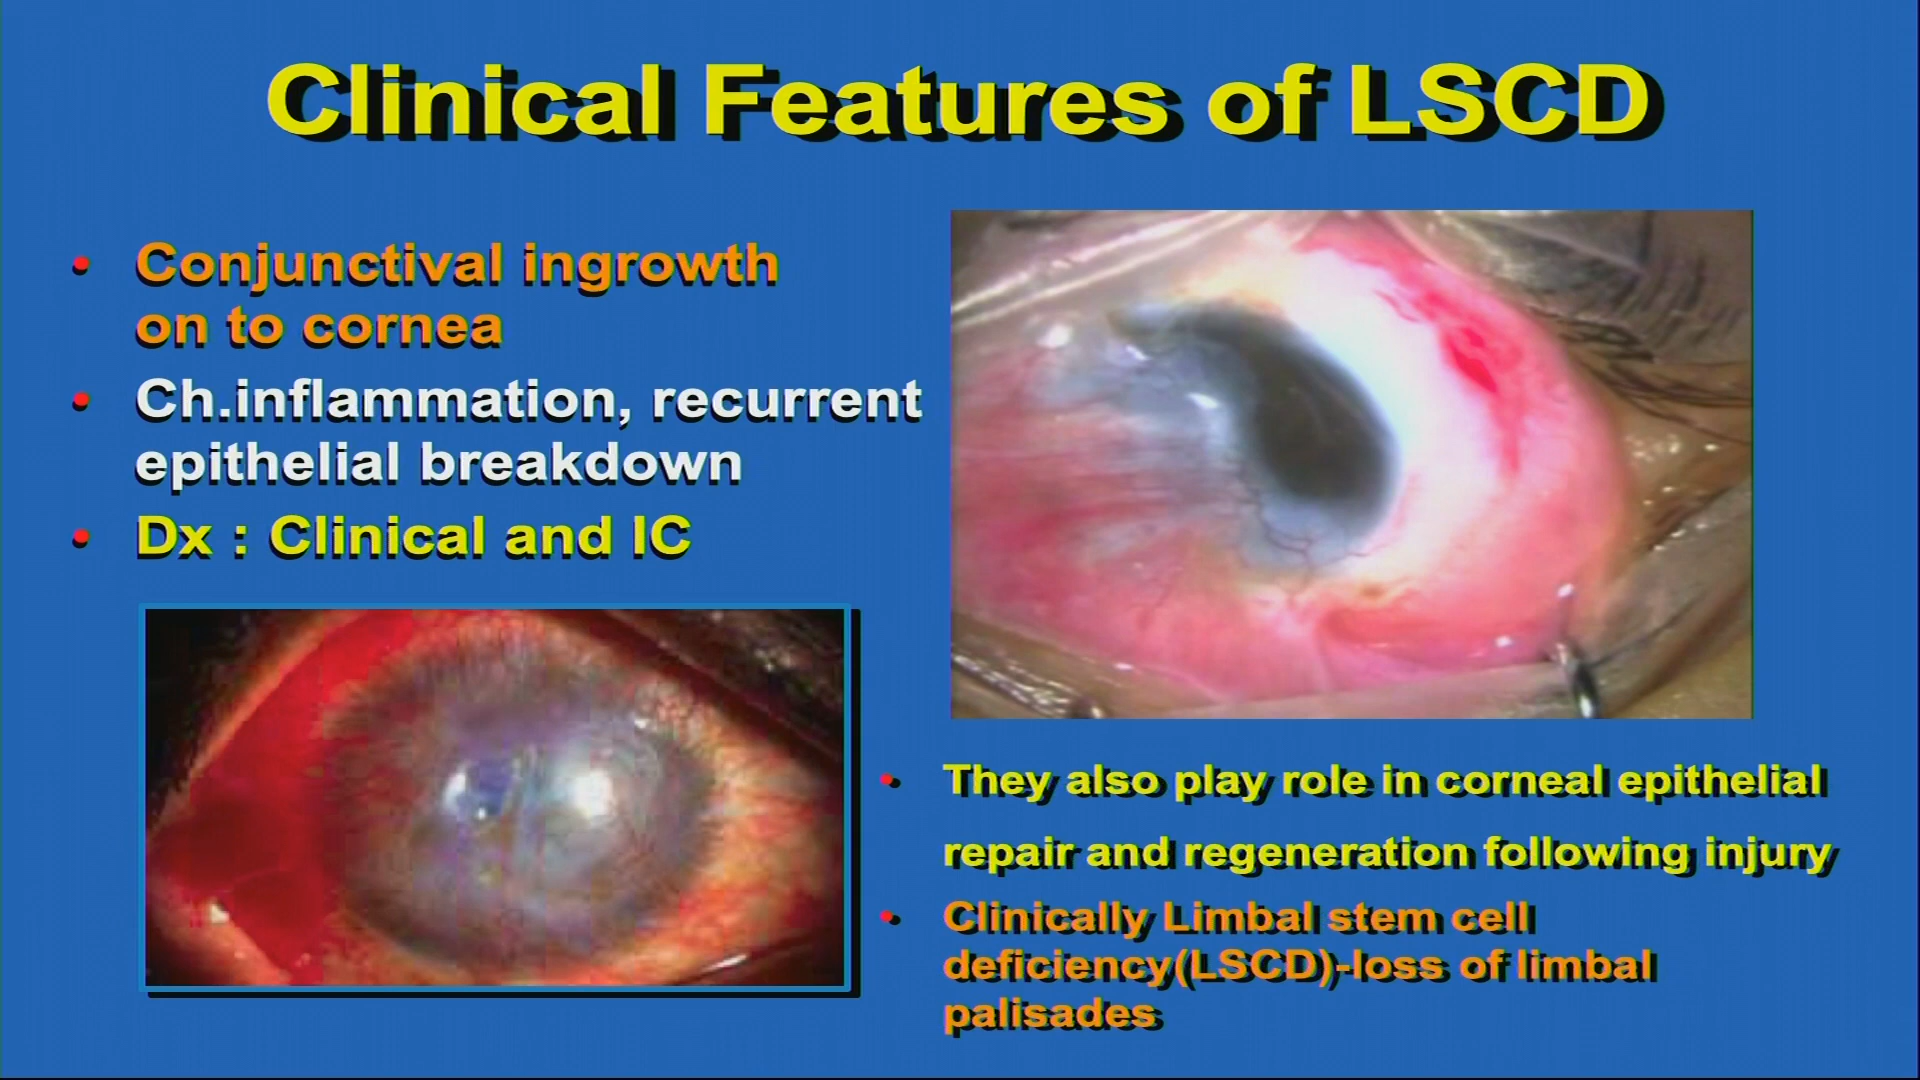 Clinical Features of LSCD
• Conjunctival ingrowth
on to cornea
• Ch.inflammation, recurrent
epithelial breakdown
• Dx : Clinical and IC
• They also play role in corneal epithelial
repair and regeneration following injury
• Clinically Limbal stem cell
deficiency(LSCD)-loss of limbal
palisades